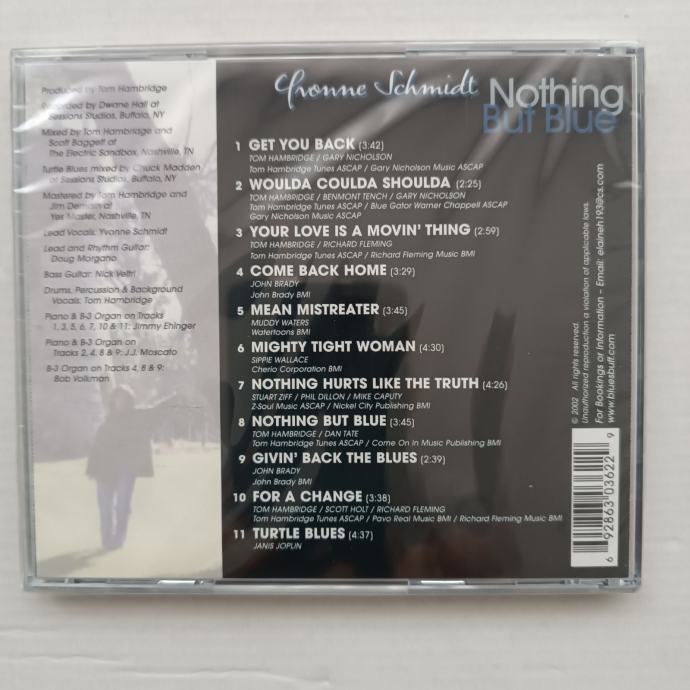 Yvonne Schmidt
Nothing
But Blue
Produced by Tom Hambridge
Recorded by Dwane Hall at
Sessions Studios, Buffalo, NY
Mixed by Tom Hambridge and
Scott Baggett at
The Electric Sandbox, Nashville, TN
Turtle Blues mixed by Chuck Madden
at Sessions Studios, Buffalo, NY
Mastered by Tom Hambridge and
Jim DeMain at
Yes Master, Nashville, TN
Lead Vocals: Yvonne Schmidt
Lead and Rhythm Guitar:
Doug Morgano
Bass Guitar: Nick Veltri
Drums, Percussion & Background
Vocals: Tom Hambridge
Piano & B-3 Organ on Tracks
1, 3, 5, 6, 7, 10 & 11: Jimmy Ehinger
Piano & B-3 Organ on
Tracks 2, 4, 8 & 9: J.J. Moscato
B-3 Organ on Tracks 4, 8 & 9:
Bob Volkman
1 GET YOU BACK (3:42)
TOM HAMBRIDGE / GARY NICHOLSON
Tom Hambridge Tunes ASCAP / Gary Nicholson Music ASCAP
2 WOULDA COULDA SHOULDA (2:25)
TOM HAMBRIDGE / BENMONT TENCH / GARY NICHOLSON
Tom Hambridge Tunes ASCAP / Blue Gator Warner Chappell ASCAP
Gary Nicholson Music ASCAP
3 YOUR LOVE IS A MOVIN' THING (2:59)
TOM HAMBRIDGE / RICHARD FLEMING
Tom Hambridge Tunes ASCAP / Richard Fleming Music BMI
4 COME BACK HOME (3:29)
JOHN BRADY
John Brady BMI
5 MEAN MISTREATER (3:45)
MUDDY WATERS
Watertoons BMI
6 MIGHTY TIGHT WOMAN (4:30)
SIPPIE WALLACE
Cherio Corporation BMI
7 NOTHING HURTS LIKE THE TRUTH (4:26)
STUART ZIFF / PHIL DILLON / MIKE CAPUTY
Z-Soul Music ASCAP / Nickel City Publishing BMI
8 NOTHING BUT BLUE (3:45)
TOM HAMBRIDGE / DAN TATE
Tom Hambridge Tunes ASCAP / Come On In Music Publishing BMI
9 GIVIN' BACK THE BLUES (2:39)
JOHN BRADY
John Brady BMI
10 FOR A CHANGE (3:38)
TOM HAMBRIDGE / SCOTT HOLT / RICHARD FLEMING
Tom Hambridge Tunes ASCAP / Pavo Real Music BMI / Richard Fleming Music BMI
11 TURTLE BLUES (4:37)
JANIS JOPLIN
© 2002 All rights reserved.
Unauthorized reproduction a violation of applicable laws.
For Bookings or Information - Email: elaineh193@cs.com
www.bluesbuff.com
6 92863 03622 9